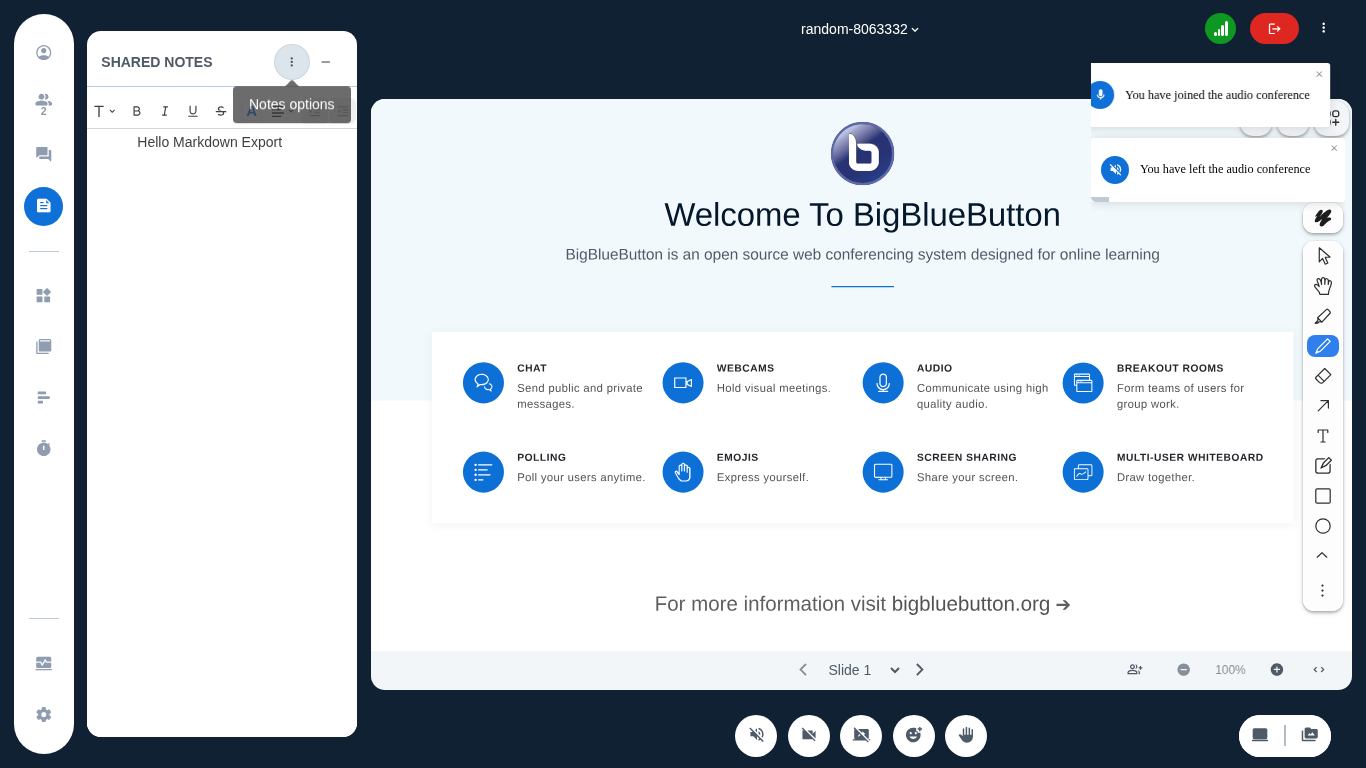 random-8063332
SHARED NOTES
Notes options
2
Hello Markdown Export
You have joined the audio conference
You have left the audio conference
Welcome To BigBlueButton
BigBlueButton is an open source web conferencing system designed for online learning
CHAT
Send public and private
messages.
WEBCAMS
Hold visual meetings.
AUDIO
Communicate using high
quality audio.
BREAKOUT ROOMS
Form teams of users for
group work.
POLLING
Poll your users anytime.
EMOJIS
Express yourself.
SCREEN SHARING
Share your screen.
MULTI-USER WHITEBOARD
Draw together.
For more information visit bigbluebutton.org ➔
Slide 1
100%